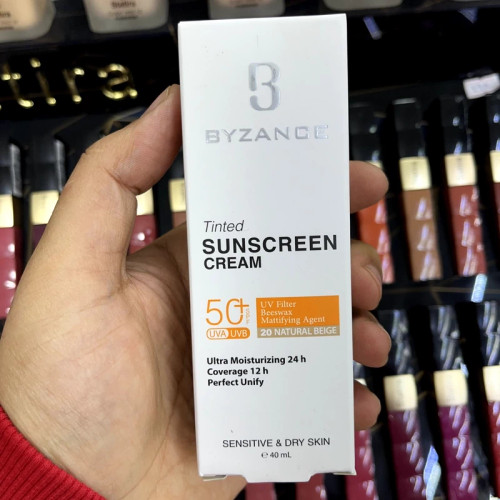 BYZANCE
Tinted
SUNSCREEN
CREAM
50+
UVA UVB
UV Filter
Beeswax
Mattifying Agent
20 NATURAL BEIGE
Ultra Moisturizing 24 h
Coverage 12 h
Perfect Unify
SENSITIVE & DRY SKIN
℮ 40 mL